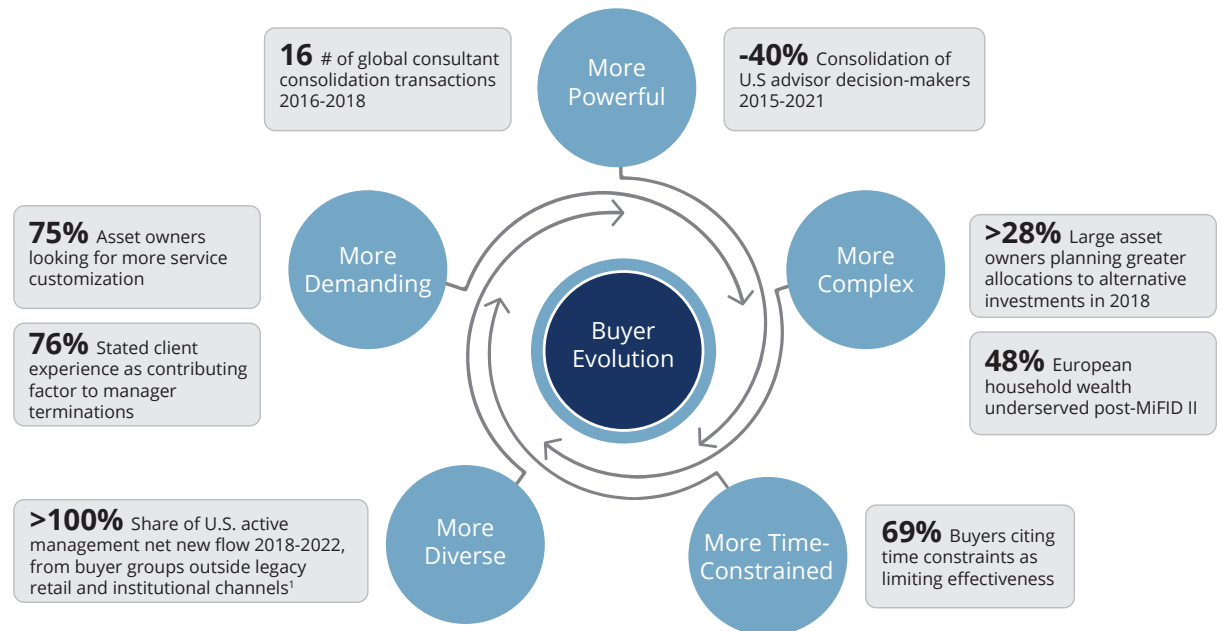 16 # of global consultant
consolidation transactions
2016-2018
More
Powerful
-40% Consolidation of
U.S advisor decision-makers
2015-2021
75% Asset owners
looking for more service
customization
More
Demanding
More
Complex
>28% Large asset
owners planning greater
allocations to alternative
investments in 2018
76% Stated client
experience as contributing
factor to manager
terminations
Buyer
Evolution
48% European
household wealth
underserved post-MiFID II
>100% Share of U.S. active
management net new flow 2018-2022,
from buyer groups outside legacy
retail and institutional channels¹
More
Diverse
More Time-
Constrained
69% Buyers citing
time constraints as
limiting effectiveness